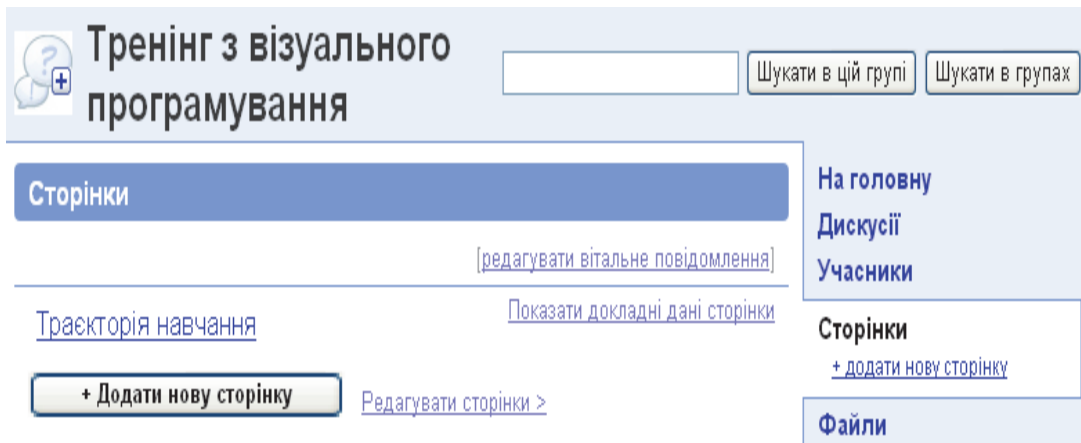 Тренінг з візуального
програмування
Шукати в цій групі
Шукати в групах
Сторінки
[редагувати вітальне повідомлення]
Траєкторія навчання
Показати докладні дані сторінки
+ Додати нову сторінку
Редагувати сторінки >
На головну
Дискусії
Учасники
Сторінки
+ додати нову сторінку
Файли